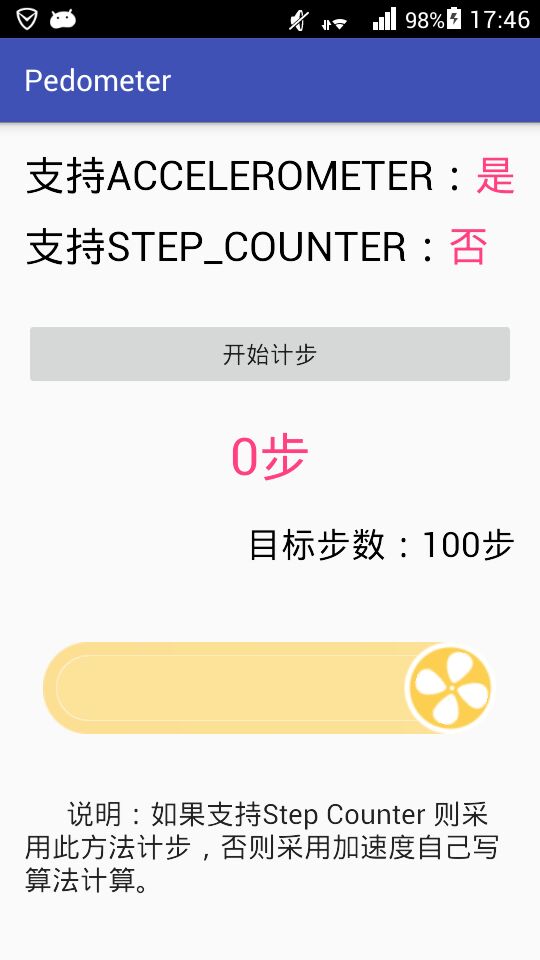 98% 17:46
Pedometer
支持ACCELEROMETER：是
支持STEP_COUNTER：否
开始计步
0步
目标步数：100步
说明：如果支持Step Counter 则采
用此方法计步，否则采用加速度自己写
算法计算。